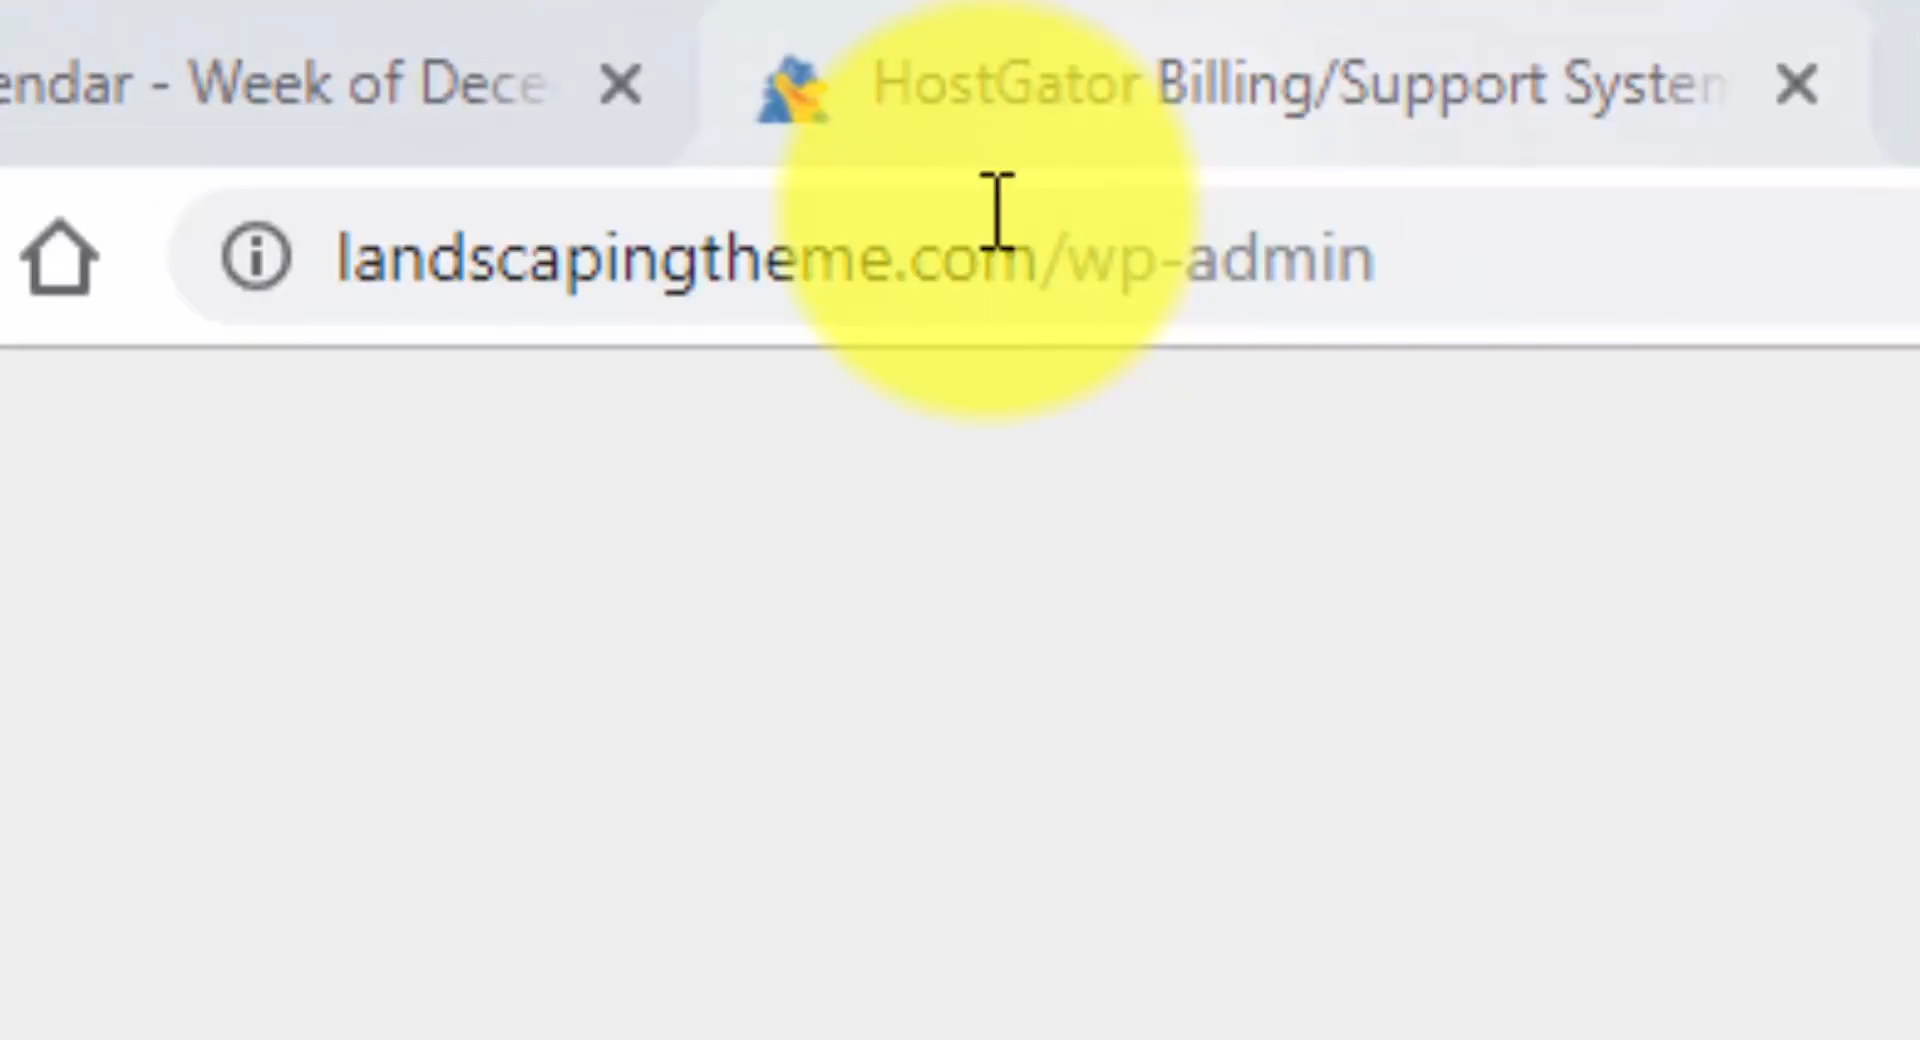 endar - Week of Dece
HostGator Billing/Support System
landscapingtheme.com/wp-admin